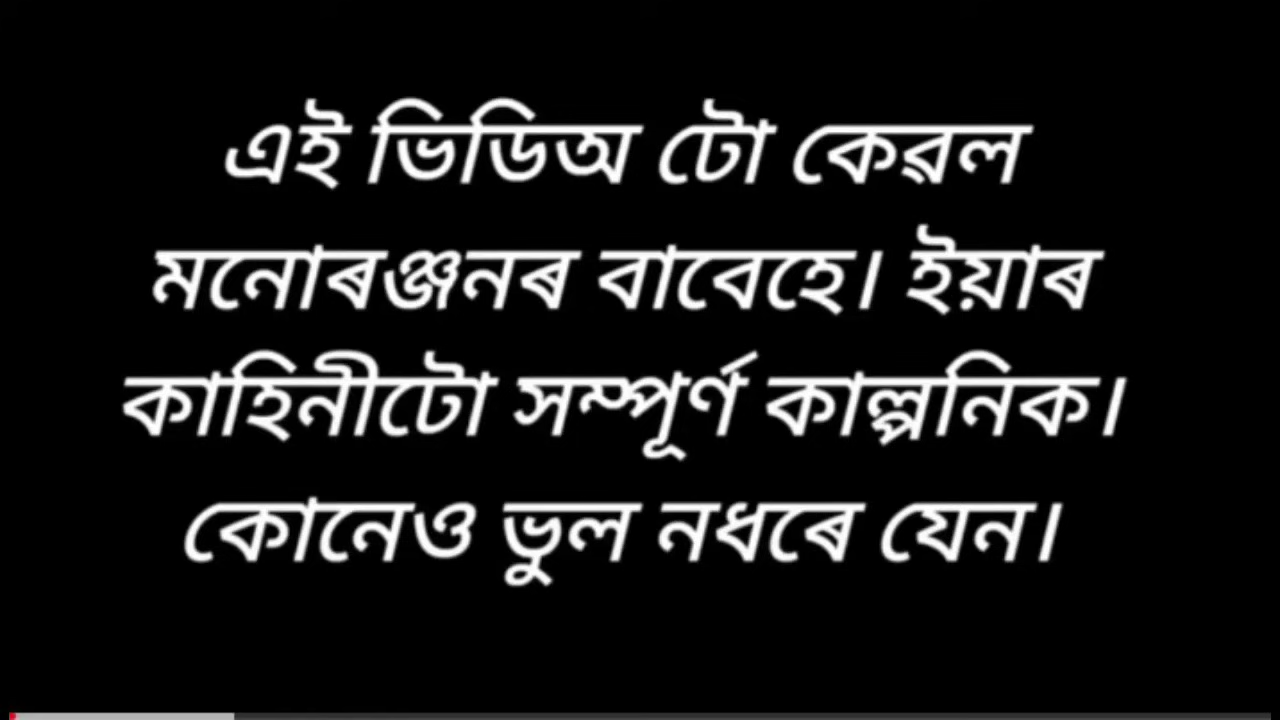 এই ভিডিঅ টো কেৱল
মনোৰঞ্জনৰ বাবেহে। ইয়াৰ
কাহিনীটো সম্পূৰ্ণ কাল্পনিক।
কোনেও ভুল নধৰে যেন।